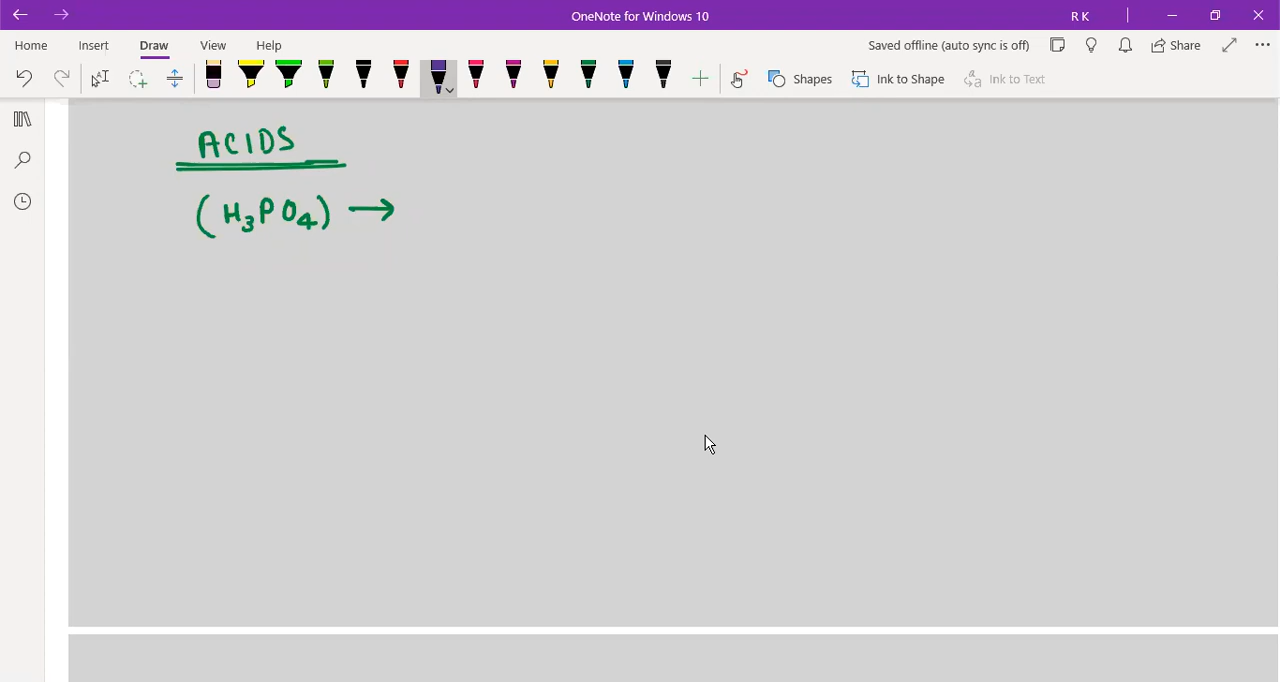 OneNote for Windows 10
R K
Home Insert Draw View Help
Saved offline (auto sync is off)
Share
Shapes
Ink to Shape
Ink to Text
ACIDS
(H₃PO₄) →